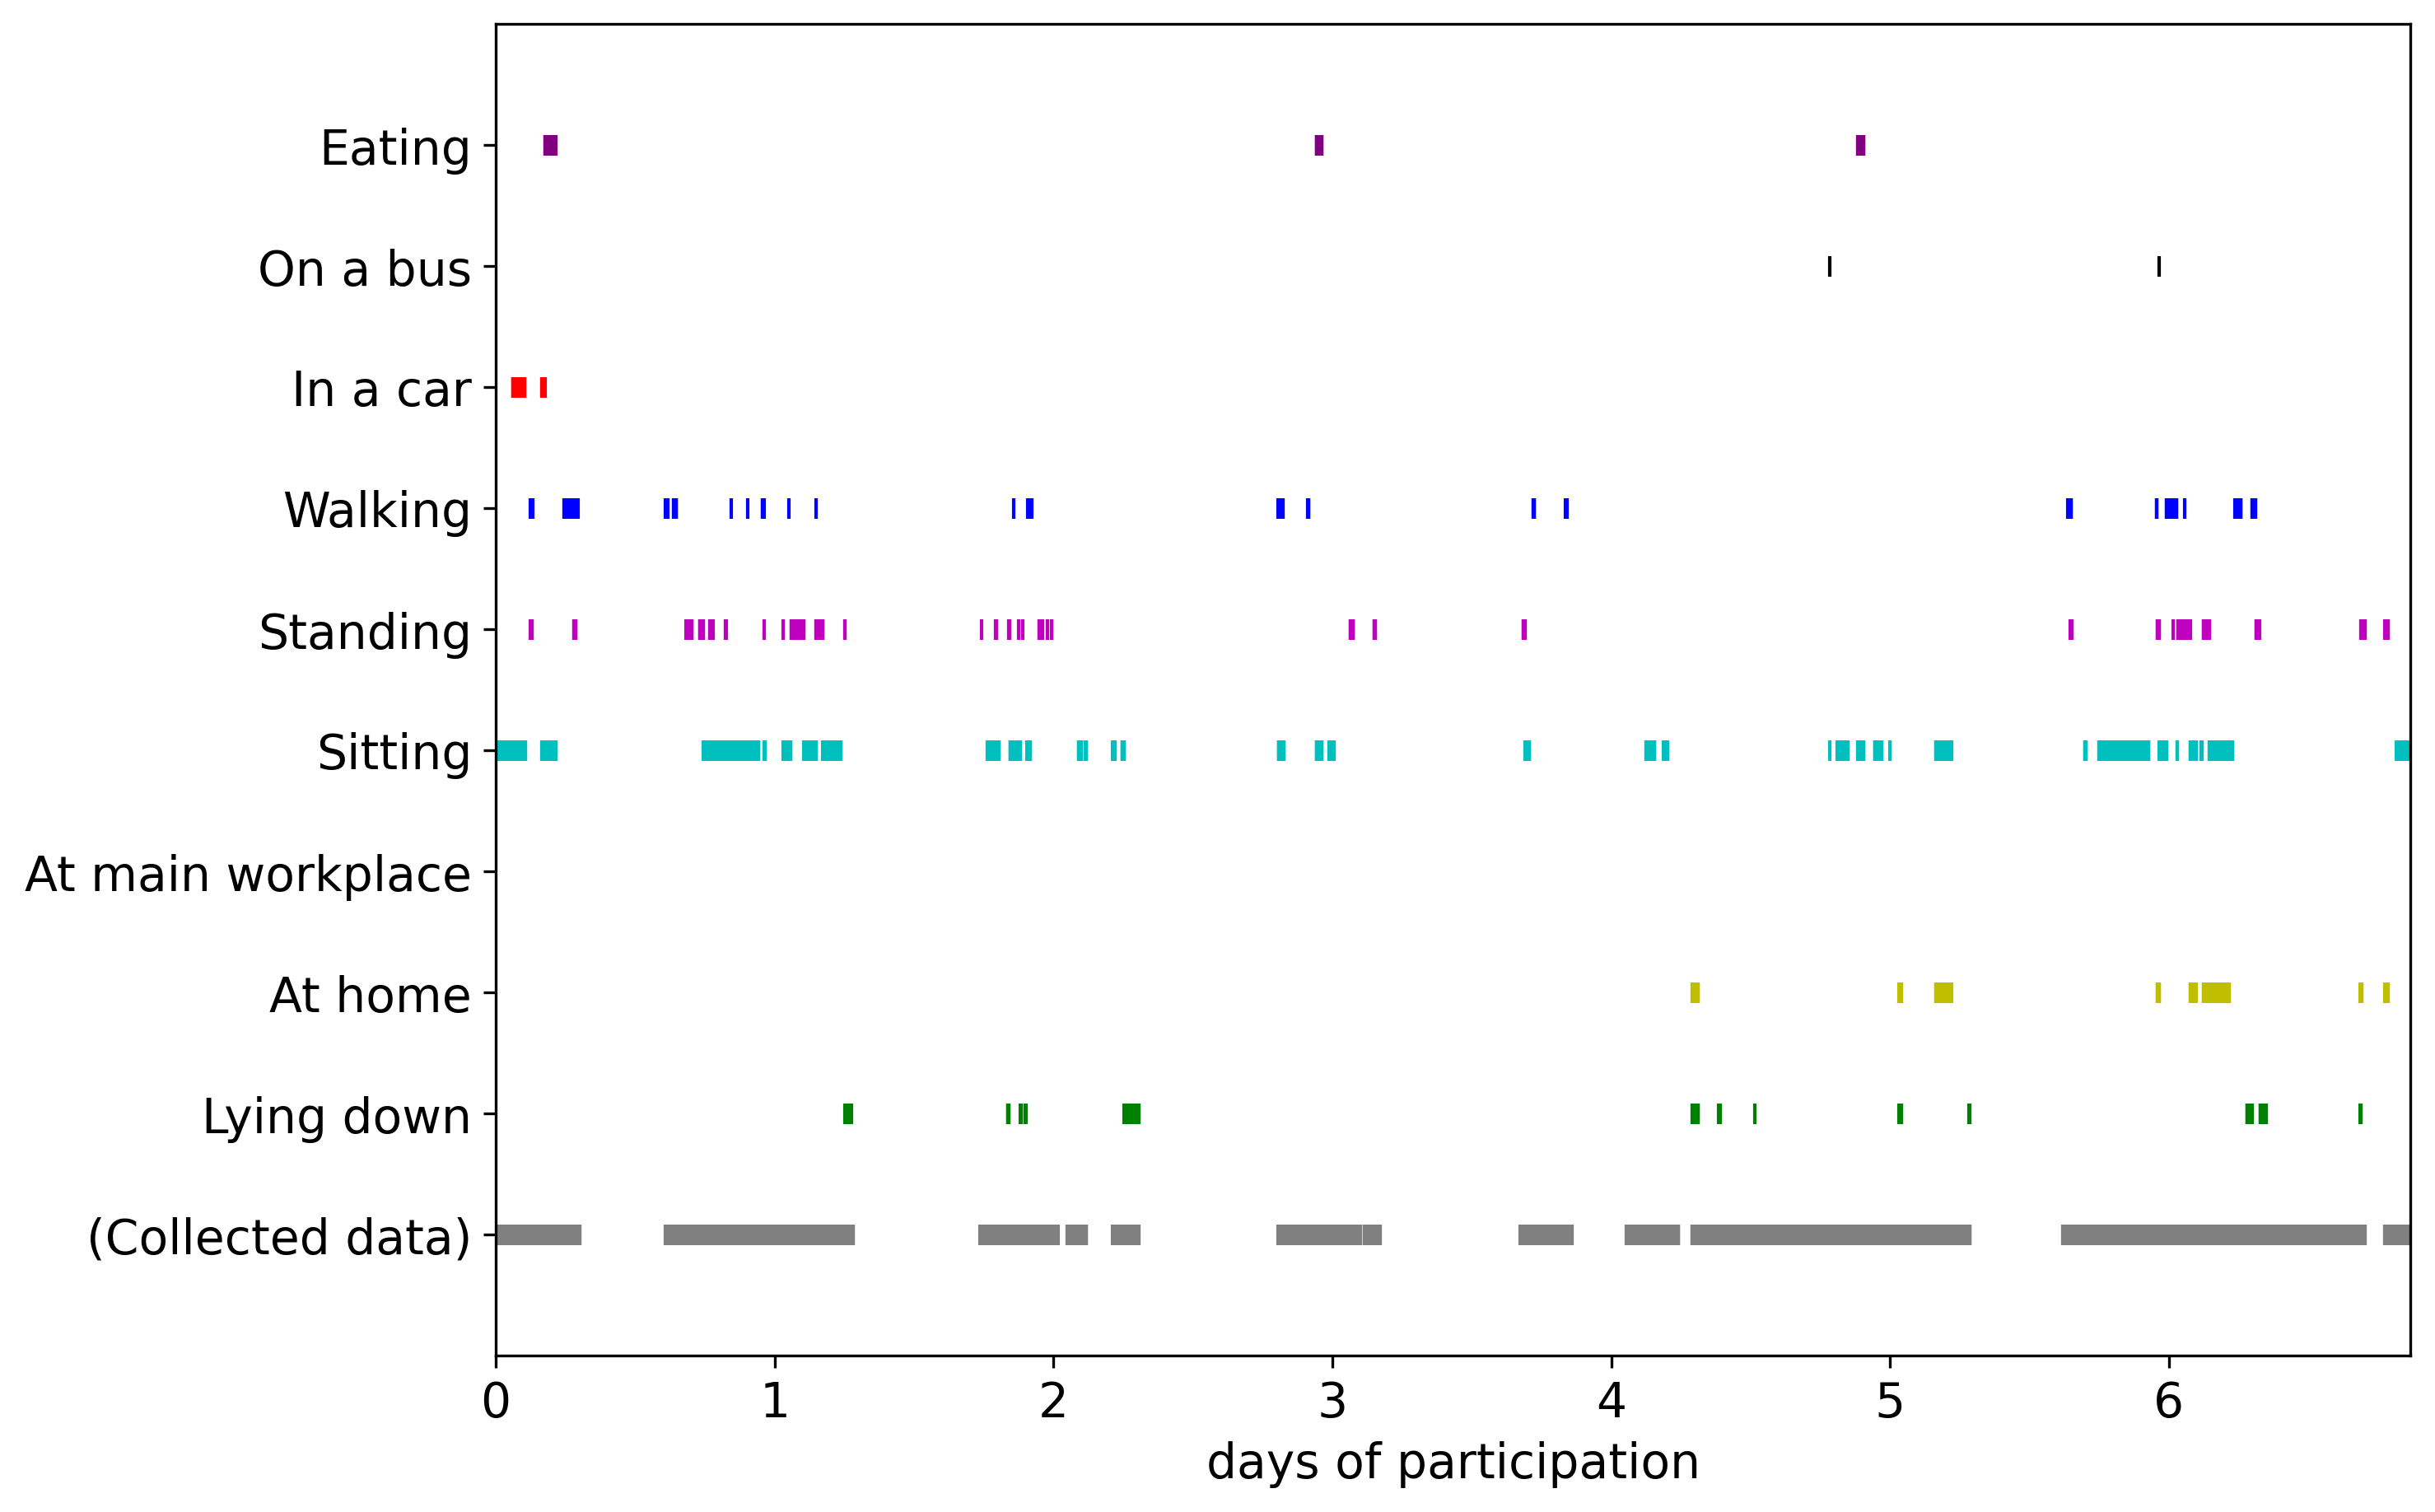 Eating
On a bus
In a car
Walking
Standing
Sitting
At main workplace
At home
Lying down
(Collected data)
0 1 2 3 4 5 6
days of participation